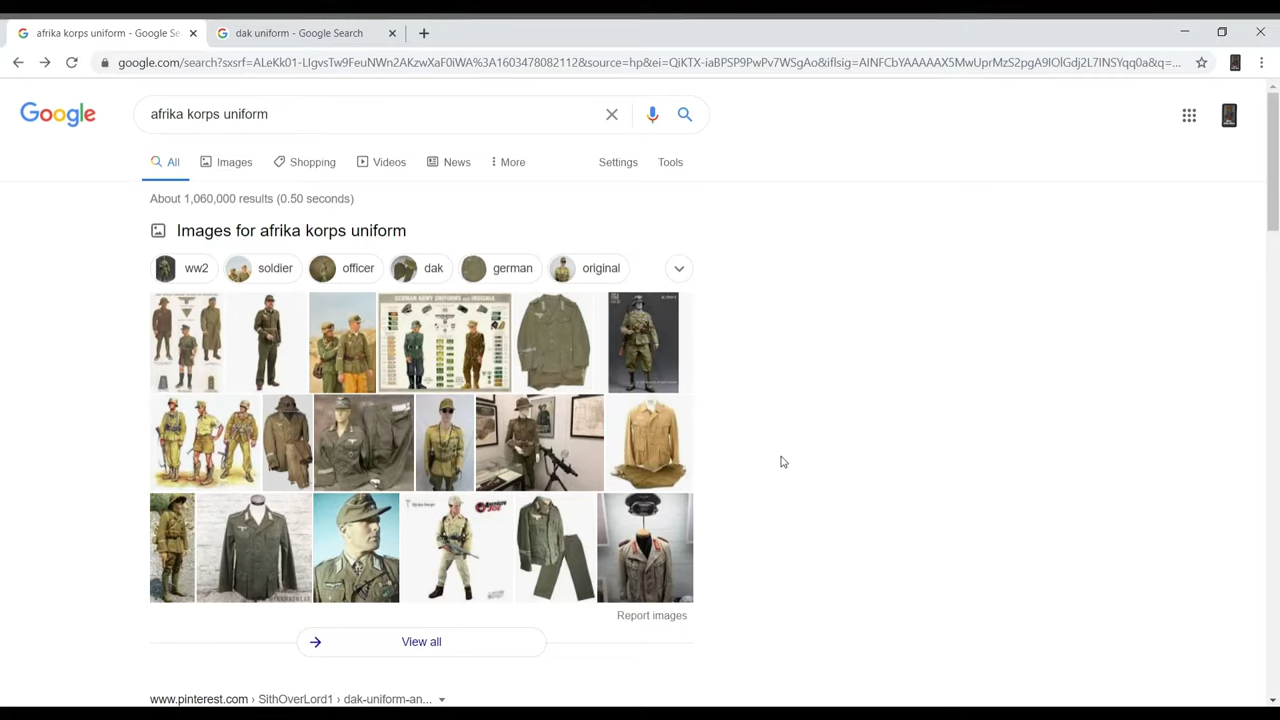 afrika korps uniform - Google Se
dak uniform - Google Search
google.com/search?sxsrf=ALeKk01-LIgvsTw9FeuNWn2AKzwXaF0iWA%3A1603470082112&source=hp&ei=QiKTX-iaBPSP9PwPv7WSgAo&iflsig=AINFCbYAAAAAX5MwUprMzS2pgA9IOlGdj2L7INSYqq0a&q=...
Google
afrika korps uniform
All
Images
Shopping
Videos
News
More
Settings
Tools
About 1,060,000 results (0.50 seconds)
Images for afrika korps uniform
ww2
soldier
officer
dak
german
original
GERMAN ARMY UNIFORMS and INSIGNIA
Report images
View all
www.pinterest.com › SithOverLord1 › dak-uniform-an...